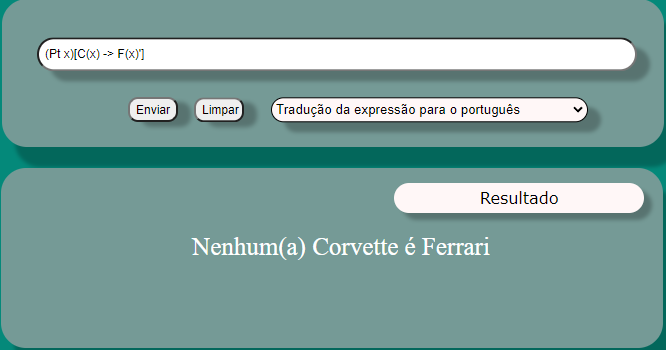 (Pt x)[C(x) -> F(x)']
Enviar Limpar Tradução da expressão para o português
Resultado
Nenhum(a) Corvette é Ferrari